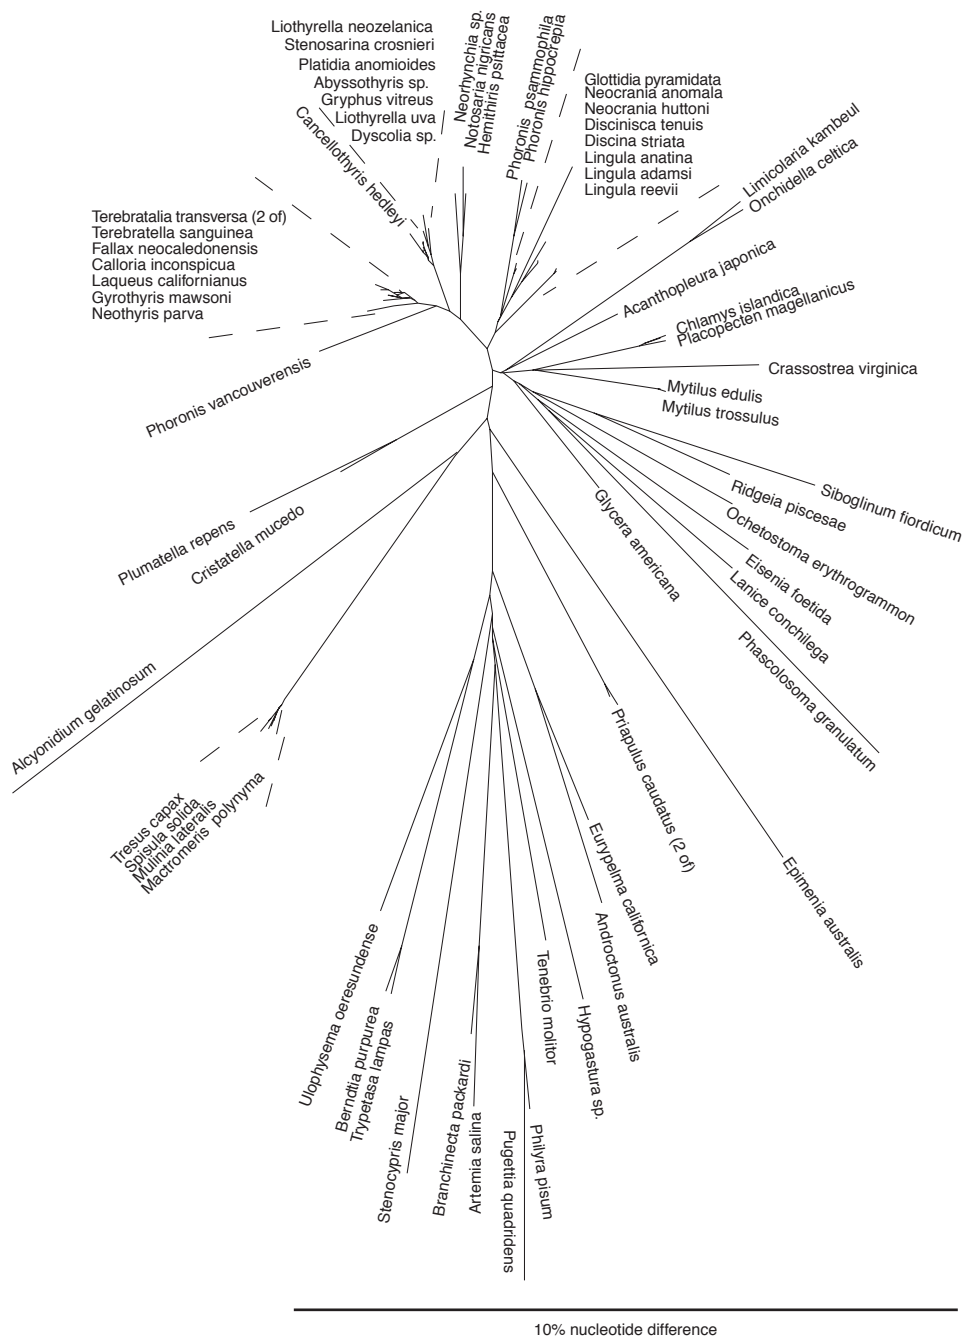 Liothyrella neozelanica
Stenosarina crosnieri
Platidia anomioides
Abyssothyris sp.
Gryphus vitreus
Liothyrella uva
Dyscolia sp.
Cancellothyris hedleyi
Neorhynchia sp.
Notosaria nigricans
Hemithiris psittacea
Phoronis psammophila
Phoronis hippocrepia
Glottidia pyramidata
Neocrania anomala
Neocrania huttoni
Discinisca tenuis
Discina striata
Lingula anatina
Lingula adamsi
Lingula reevii
Limicolaria kambeul
Onchidella celtica
Terebratalia transversa (2 of)
Terebratella sanguinea
Fallax neocaledonensis
Calloria inconspicua
Laqueus californianus
Gyrothyris mawsoni
Neothyris parva
Acanthopleura japonica
Chlamys islandica
Placopecten magellanicus
Phoronis vancouverensis
Crassostrea virginica
Mytilus edulis
Mytilus trossulus
Siboglinum fiordicum
Ridgeia piscesae
Ochetostoma erythrogrammon
Eisenia foetida
Lanice conchilega
Phascolosoma granulatum
Glycera americana
Plumatella repens
Cristatella mucedo
Alcyonidium gelatinosum
Tresus capax
Spisula solida
Mulinia lateralis
Mactromeris polynyma
Priapulus caudatus (2 of)
Epimenia australis
Eurypelma californica
Androctonus australis
Hypogastura sp.
Tenebrio molitor
Ulophysema oeresundense
Berndtia purpurea
Trypetasa lampas
Stenocypris major
Branchinecta packardi
Artemia salina
Pugettia quadridens
Philyra pisum
10% nucleotide difference